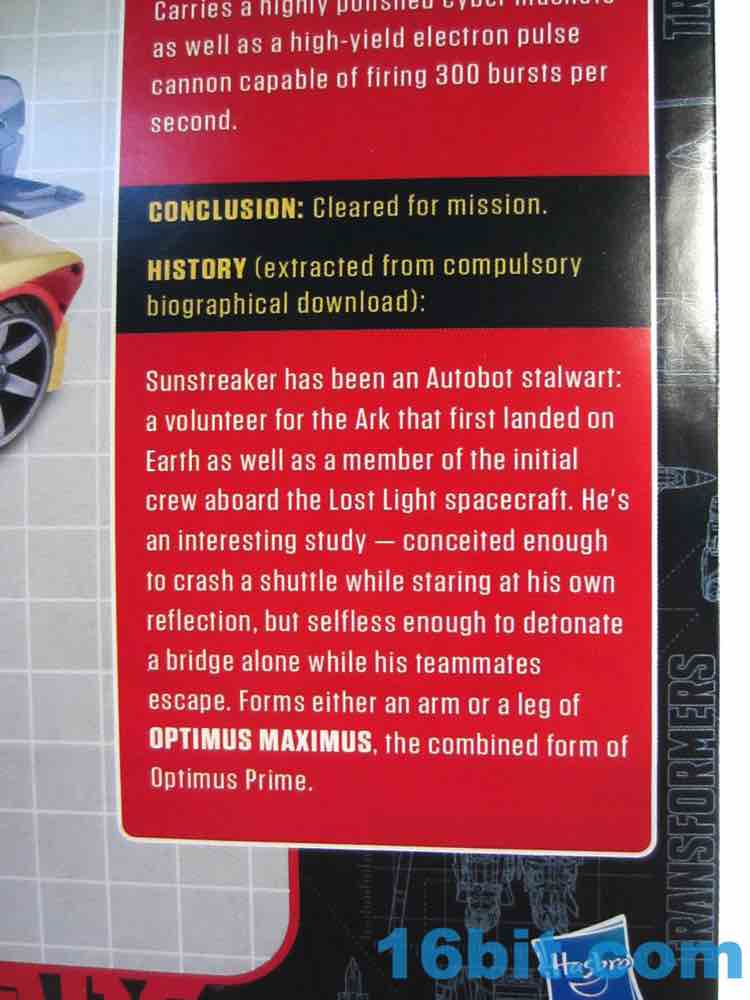 Carries a highly polished cyber machete
as well as a high-yield electron pulse
cannon capable of firing 300 bursts per
second.
CONCLUSION: Cleared for mission.
HISTORY (extracted from compulsory
biographical download):
Sunstreaker has been an Autobot stalwart:
a volunteer for the Ark that first landed on
Earth as well as a member of the initial
crew aboard the Lost Light spacecraft. He's
an interesting study — conceited enough
to crash a shuttle while staring at his own
reflection, but selfless enough to detonate
a bridge alone while his teammates
escape. Forms either an arm or a leg of
OPTIMUS MAXIMUS, the combined form of
Optimus Prime.
TRANSFORMERS
Hasbro
16bit.com